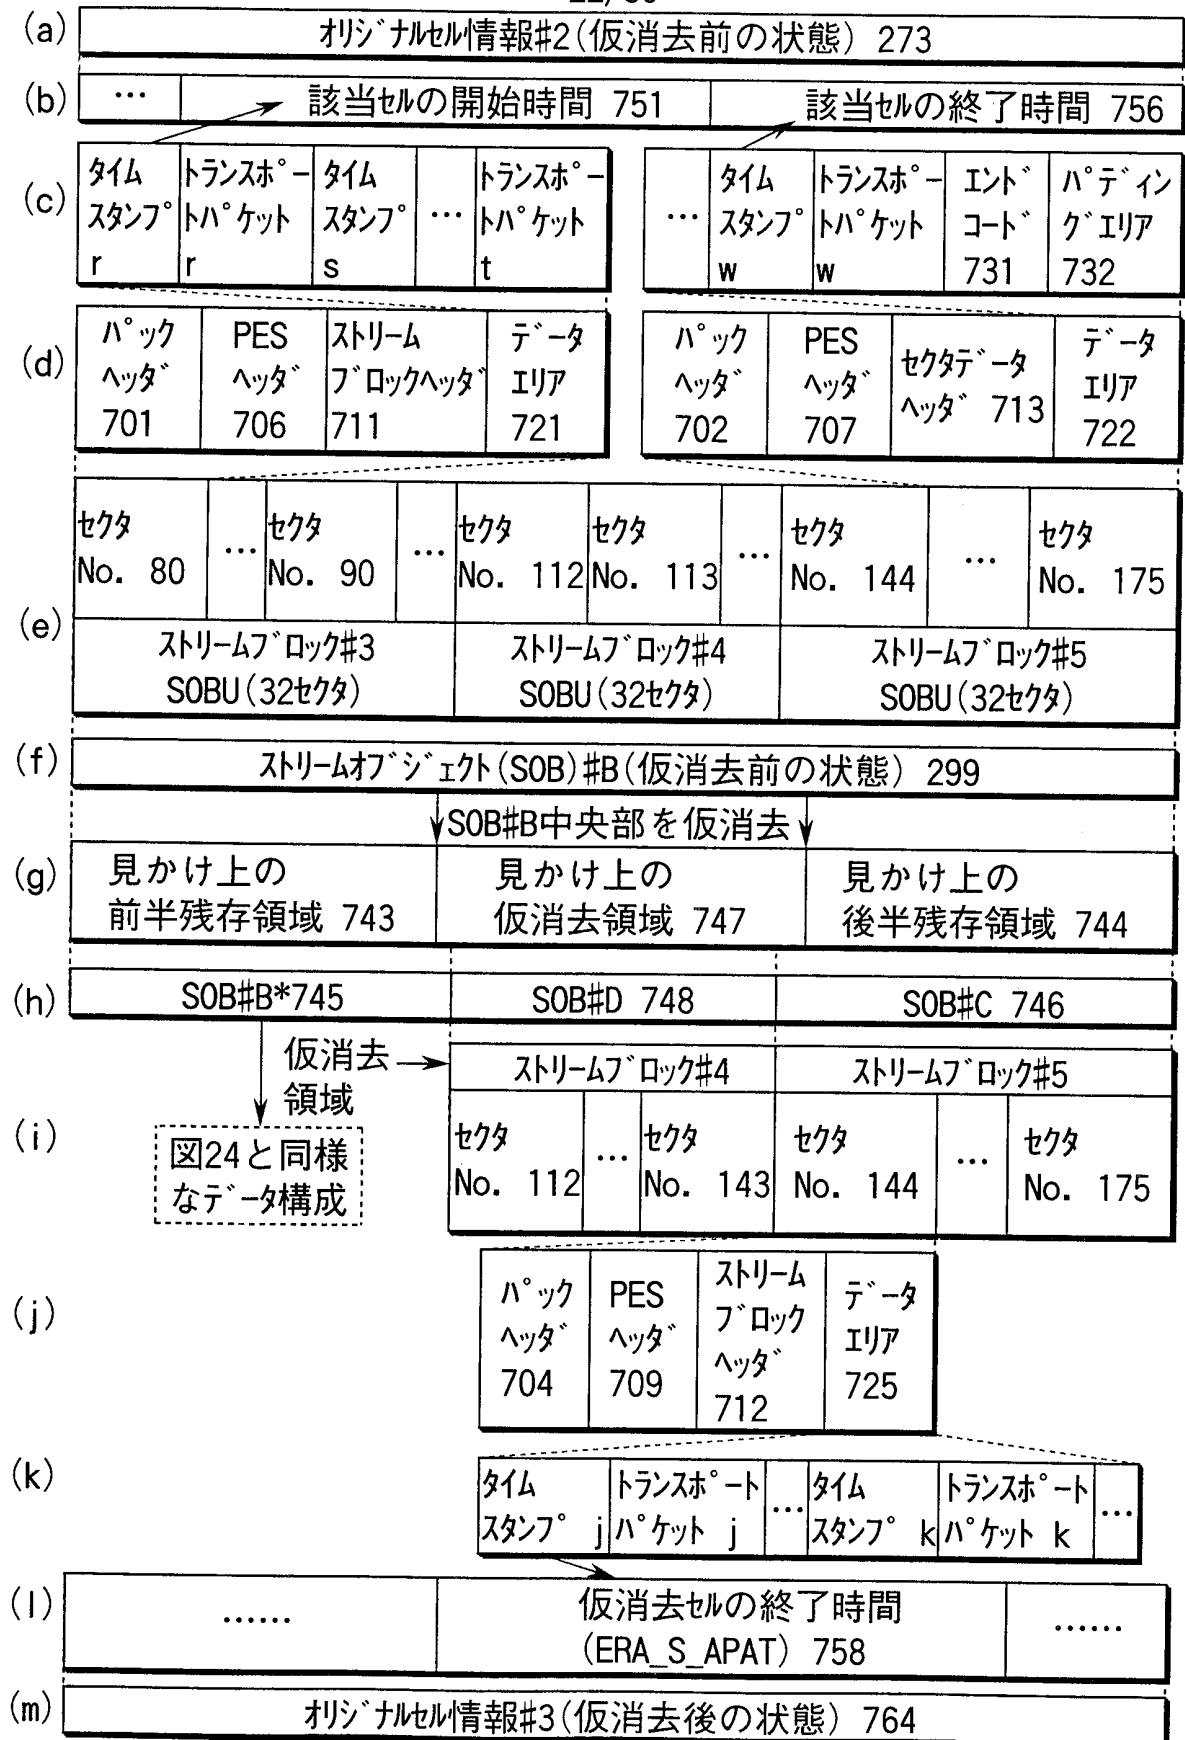 (a) オリジナルセル情報#2(仮消去前の状態) 273
(b) … 該当セルの開始時間 751 該当セルの終了時間 756
(c)
タイム
スタンプ
r
トランスポー
トパケット
r
タイム
スタンプ
s
…
トランスポー
トパケット
t
…
タイム
スタンプ
w
トランスポー
トパケット
w
エンド
コード
731
パディン
グエリア
732
(d)
パック
ヘッダ
701
PES
ヘッダ
706
ストリーム
ブロックヘッダ
711
データ
エリア
721
パック
ヘッダ
702
PES
ヘッダ
707
セクタデータ
ヘッダ 713
データ
エリア
722
(e)
セクタ
No. 80
…
セクタ
No. 90
…
セクタ
No. 112
セクタ
No. 113
…
セクタ
No. 144
…
セクタ
No. 175
ストリームブロック#3
SOBU(32セクタ)
ストリームブロック#4
SOBU(32セクタ)
ストリームブロック#5
SOBU(32セクタ)
(f) ストリームオブジェクト(SOB)#B(仮消去前の状態) 299
SOB#B中央部を仮消去
(g)
見かけ上の
前半残存領域 743
見かけ上の
仮消去領域 747
見かけ上の
後半残存領域 744
(h) SOB#B*745 SOB#D 748 SOB#C 746
仮消去
領域
図24と同様
なデータ構成
(i)
ストリームブロック#4
ストリームブロック#5
セクタ
No. 112
…
セクタ
No. 143
セクタ
No. 144
…
セクタ
No. 175
(j)
パック
ヘッダ
704
PES
ヘッダ
709
ストリーム
ブロック
ヘッダ
712
データ
エリア
725
(k)
タイム
スタンプ j
トランスポート
パケット j
…
タイム
スタンプ k
トランスポート
パケット k
…
(l)
……
仮消去セルの終了時間
(ERA_S_APAT) 758
……
(m) オリジナルセル情報#3(仮消去後の状態) 764